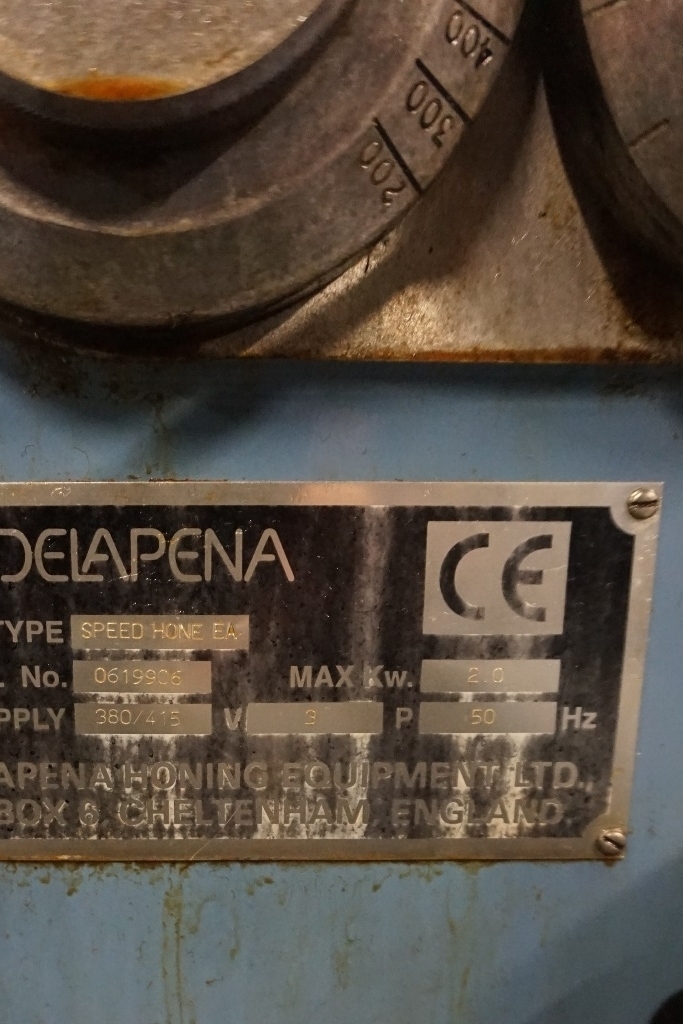 400
300
200
DELAPENA
CE
TYPE SPEED HONE EA
. No. 0619906 MAX Kw. 2.0
PPLY 380/415 V 3 P 50 Hz
APENA HONING EQUIPMENT LTD.,
BOX 6, CHELTENHAM, ENGLAND.